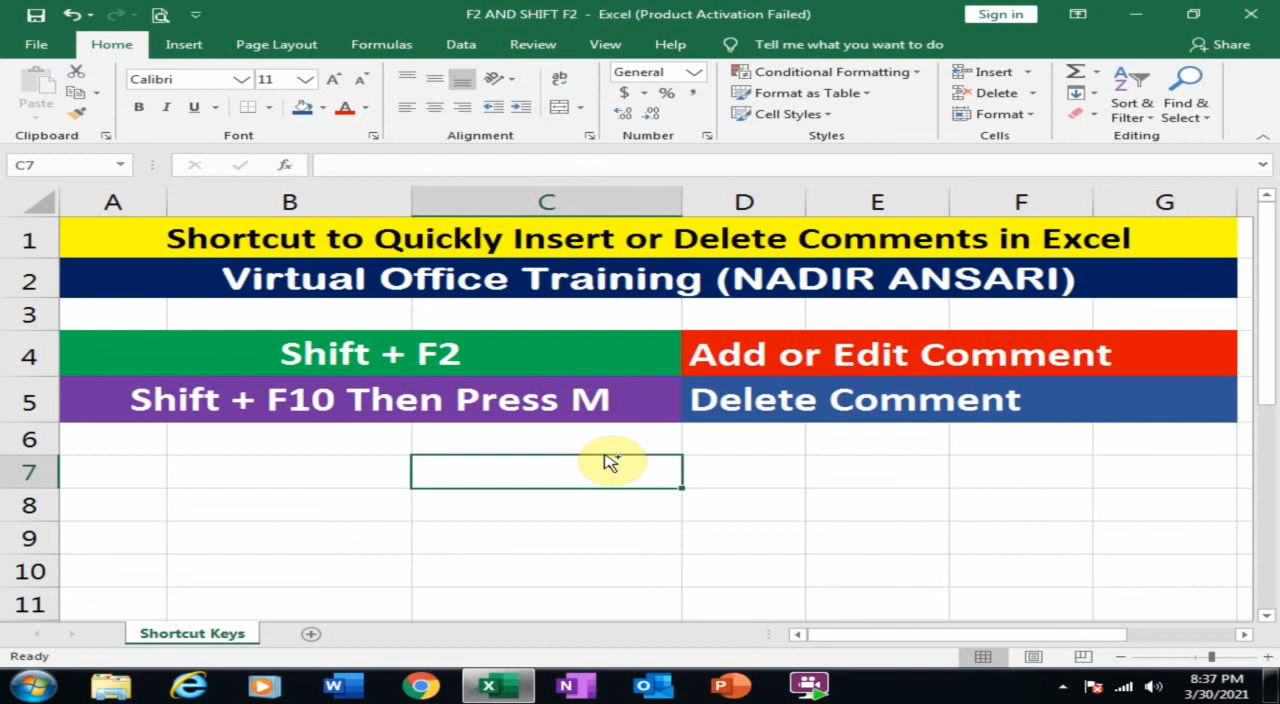 F2 AND SHIFT F2 - Excel (Product Activation Failed)
Sign in
File Home Insert Page Layout Formulas Data Review View Help Tell me what you want to do Share
Paste
Calibri 11
B I U A
ab
General
$ % ,
Conditional Formatting
Format as Table
Cell Styles
Insert
Delete
Format
Σ
Sort & Filter
Find & Select
Clipboard Font Alignment Number Styles Cells Editing
C7 fx
A B C D E F G
1 Shortcut to Quickly Insert or Delete Comments in Excel
2 Virtual Office Training (NADIR ANSARI)
3
4 Shift + F2 Add or Edit Comment
5 Shift + F10 Then Press M Delete Comment
6
7
8
9
10
11
Shortcut Keys
Ready
8:37 PM
3/30/2021